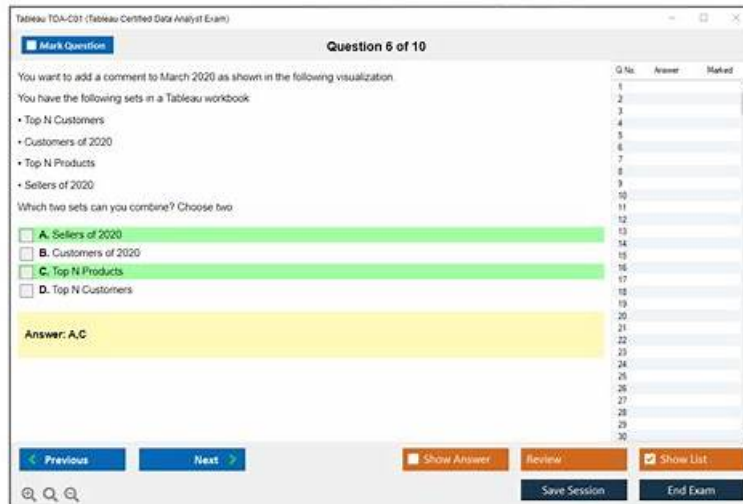 Tableau TDA-C01 (Tableau Certified Data Analyst Exam)
Mark Question
Question 6 of 10
You want to add a comment to March 2020 as shown in the following visualization
You have the following sets in a Tableau workbook
• Top N Customers
• Customers of 2020
• Top N Products
• Sellers of 2020
Which two sets can you combine? Choose two
A. Sellers of 2020
B. Customers of 2020
C. Top N Products
D. Top N Customers
Answer: A,C
Q.No. Answer Marked
1
2
3
4
5
6
7
8
9
10
11
12
13
14
15
16
17
18
19
20
21
22
23
24
25
26
27
28
29
30
Previous
Next
Show Answer
Review
Show List
Save Session
End Exam